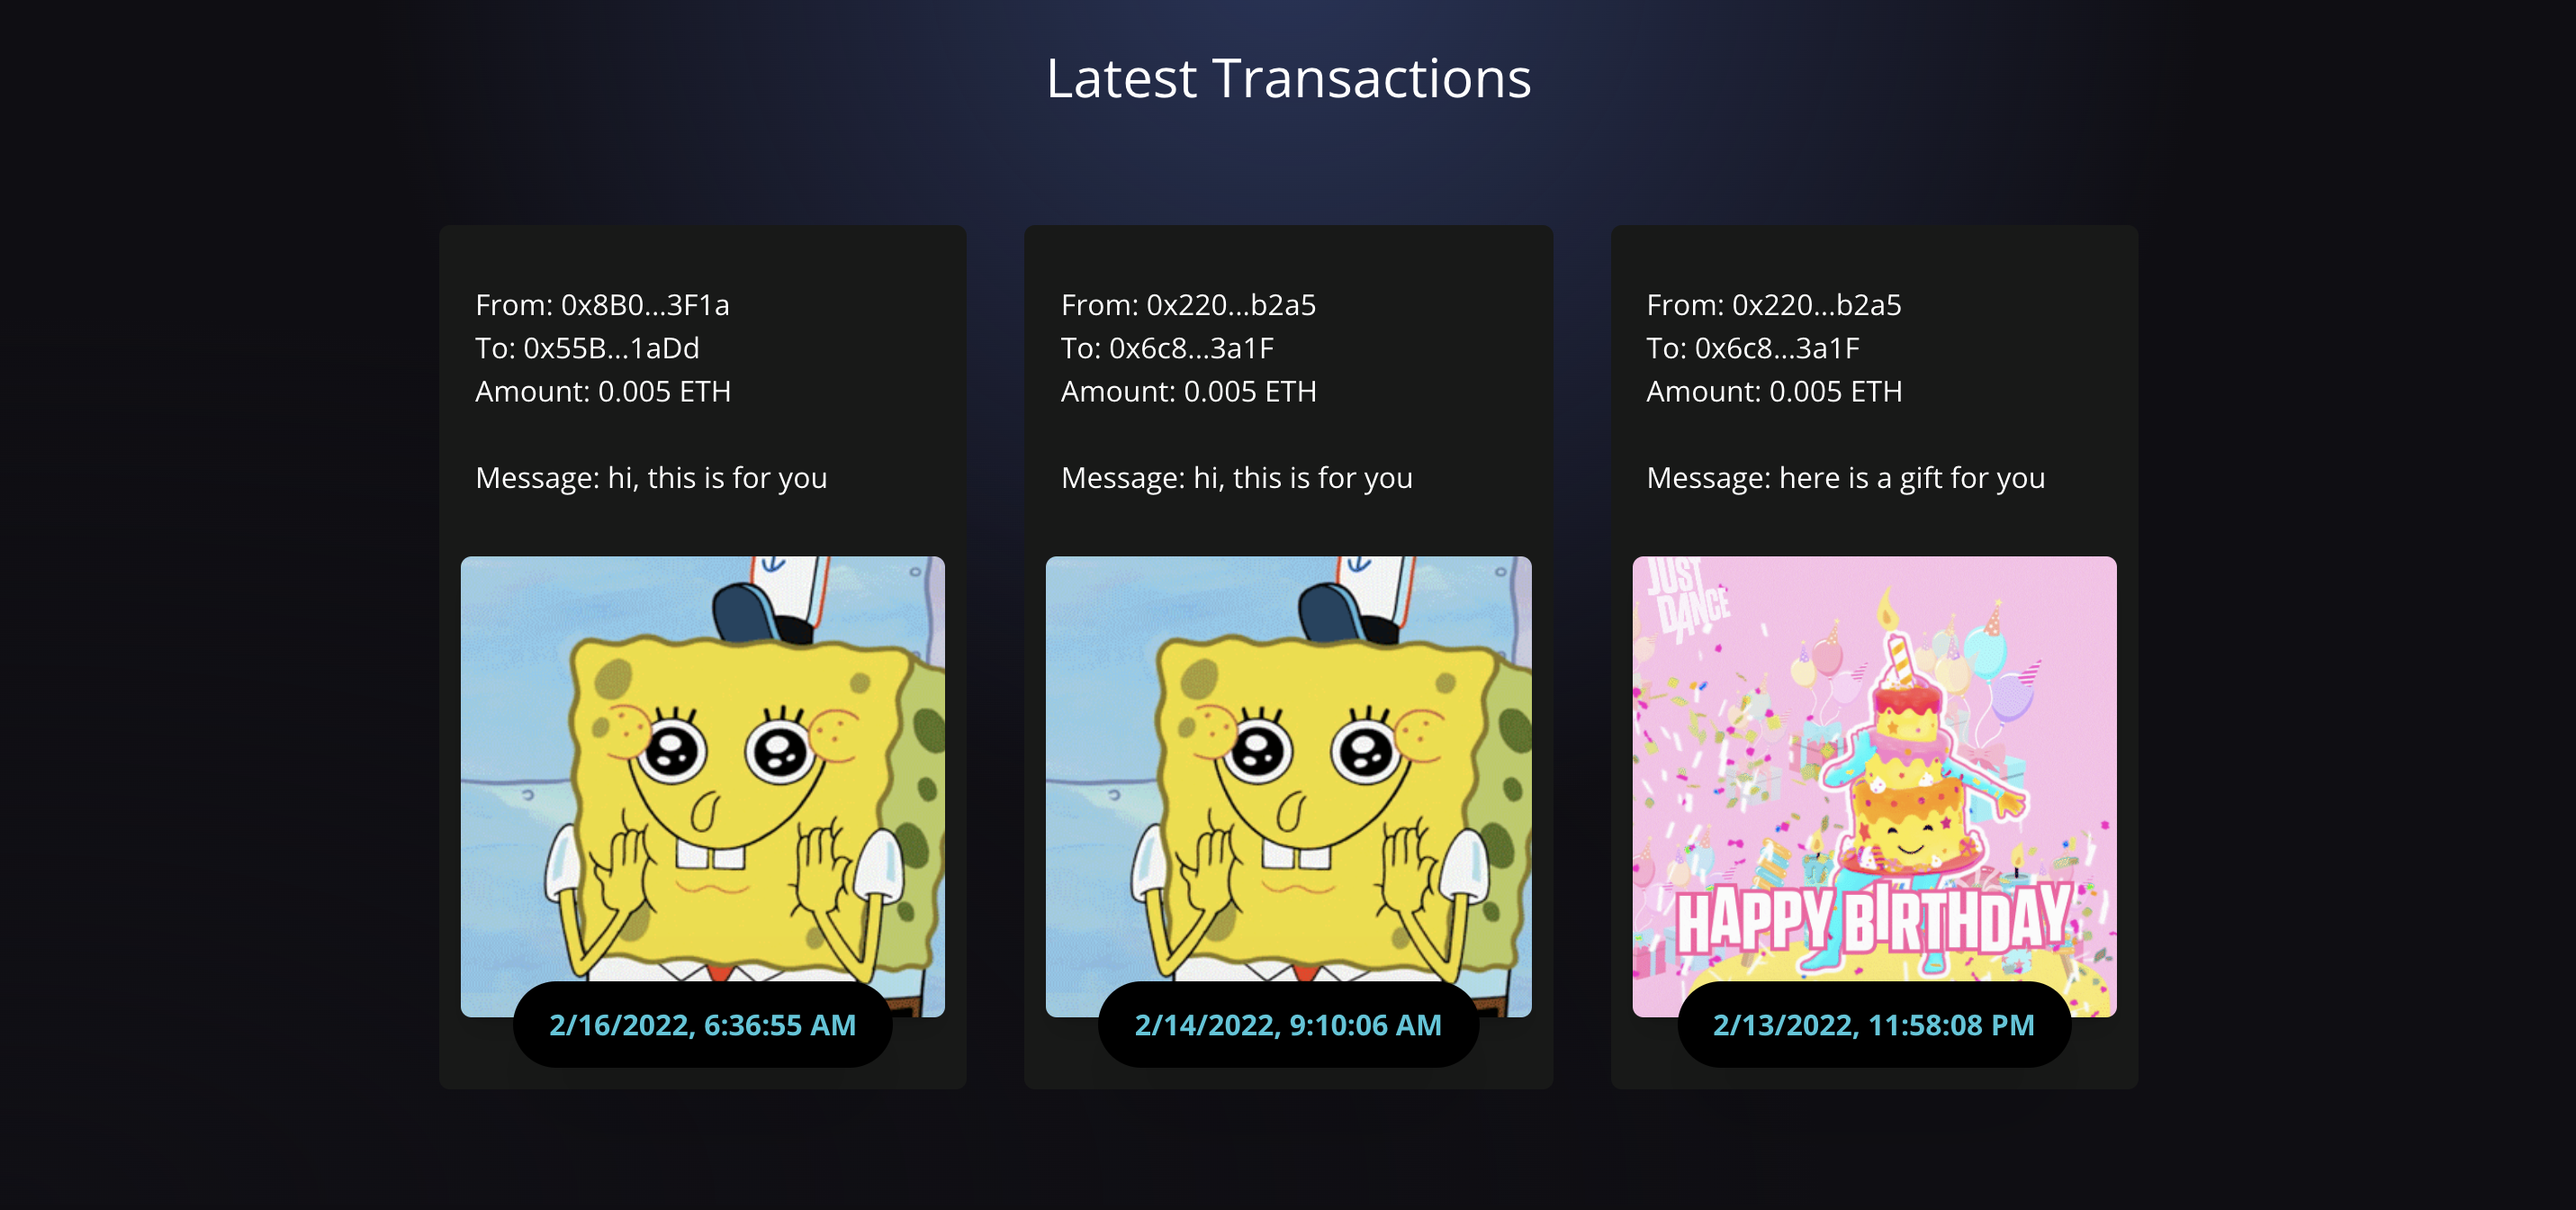 Latest Transactions
From: 0x8B0...3F1a
To: 0x55B...1aDd
Amount: 0.005 ETH
Message: hi, this is for you
2/16/2022, 6:36:55 AM
From: 0x220...b2a5
To: 0x6c8...3a1F
Amount: 0.005 ETH
Message: hi, this is for you
2/14/2022, 9:10:06 AM
From: 0x220...b2a5
To: 0x6c8...3a1F
Amount: 0.005 ETH
Message: here is a gift for you
JUST
DANCE
HAPPY BIRTHDAY
2/13/2022, 11:58:08 PM